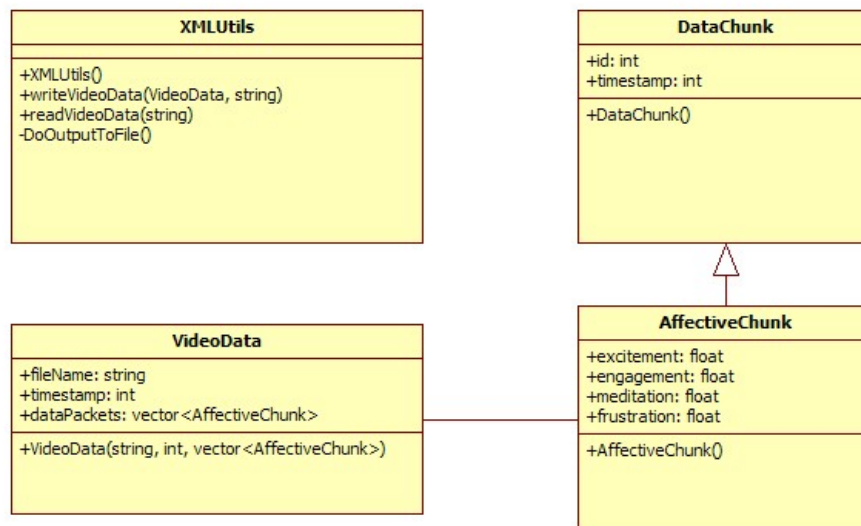 XMLUtils
+XMLUtils()
+writeVideoData(VideoData, string)
+readVideoData(string)
-DoOutputToFile()
DataChunk
+id: int
+timestamp: int
+DataChunk()
VideoData
+fileName: string
+timestamp: int
+dataPackets: vector<AffectiveChunk>
+VideoData(string, int, vector<AffectiveChunk>)
AffectiveChunk
+excitement: float
+engagement: float
+meditation: float
+frustration: float
+AffectiveChunk()